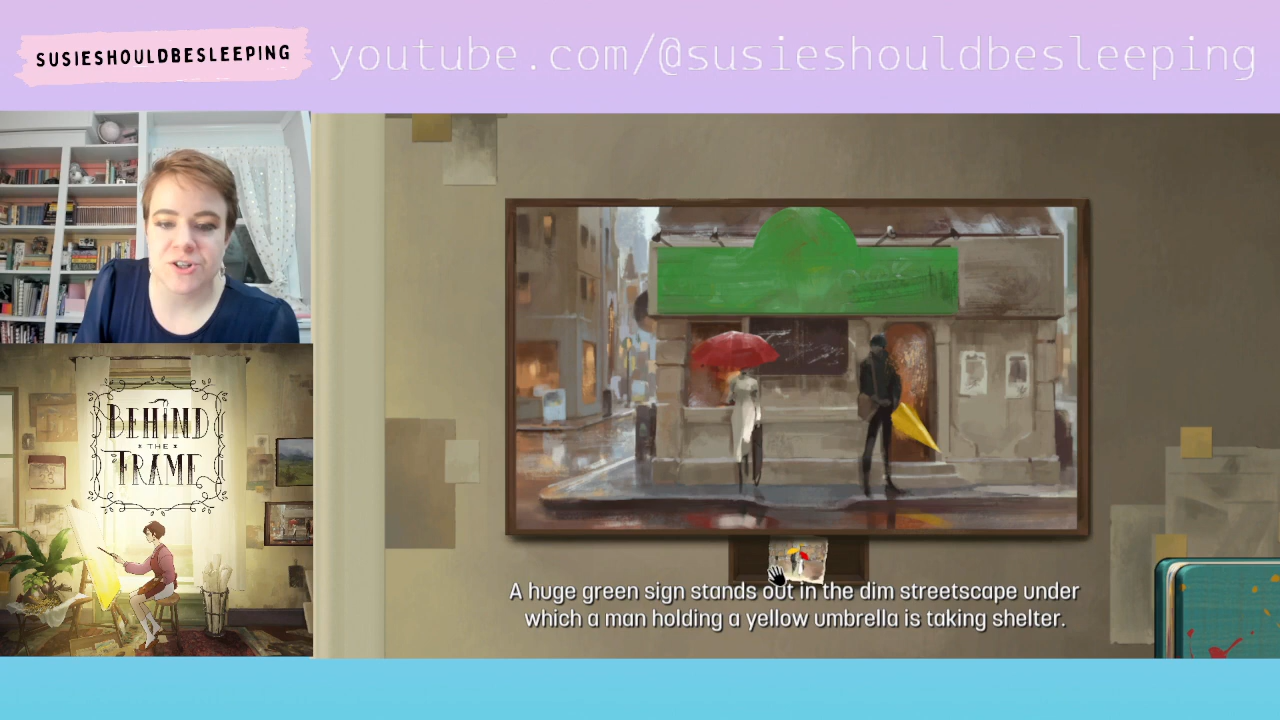 SUSIESHOULDBESLEEPING
youtube.com/@susieshouldbesleeping
BEHIND
THE
FRAME
A huge green sign stands out in the dim streetscape under
which a man holding a yellow umbrella is taking shelter.